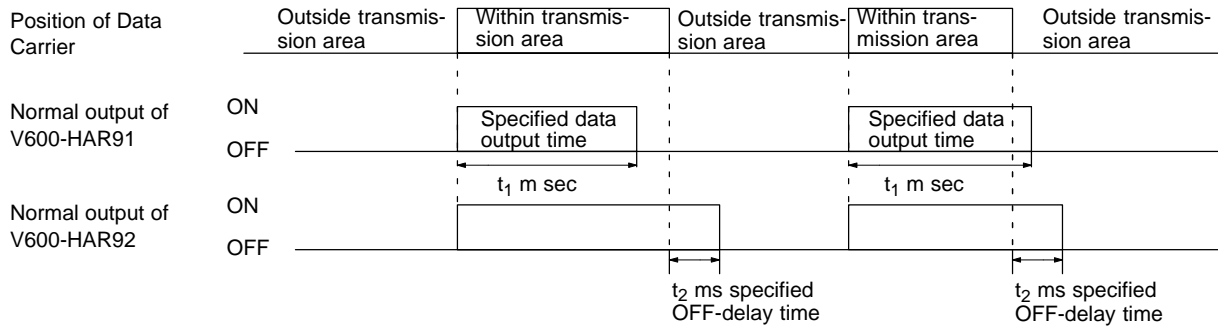 Position of Data
Carrier
Outside transmis-
sion area
Within transmis-
sion area
Outside transmis-
sion area
Within trans-
mission area
Outside transmis-
sion area
Normal output of
V600-HAR91
ON
OFF
Specified data
output time
Specified data
output time
t1 m sec
t1 m sec
Normal output of
V600-HAR92
ON
OFF
t2 ms specified
OFF-delay time
t2 ms specified
OFF-delay time